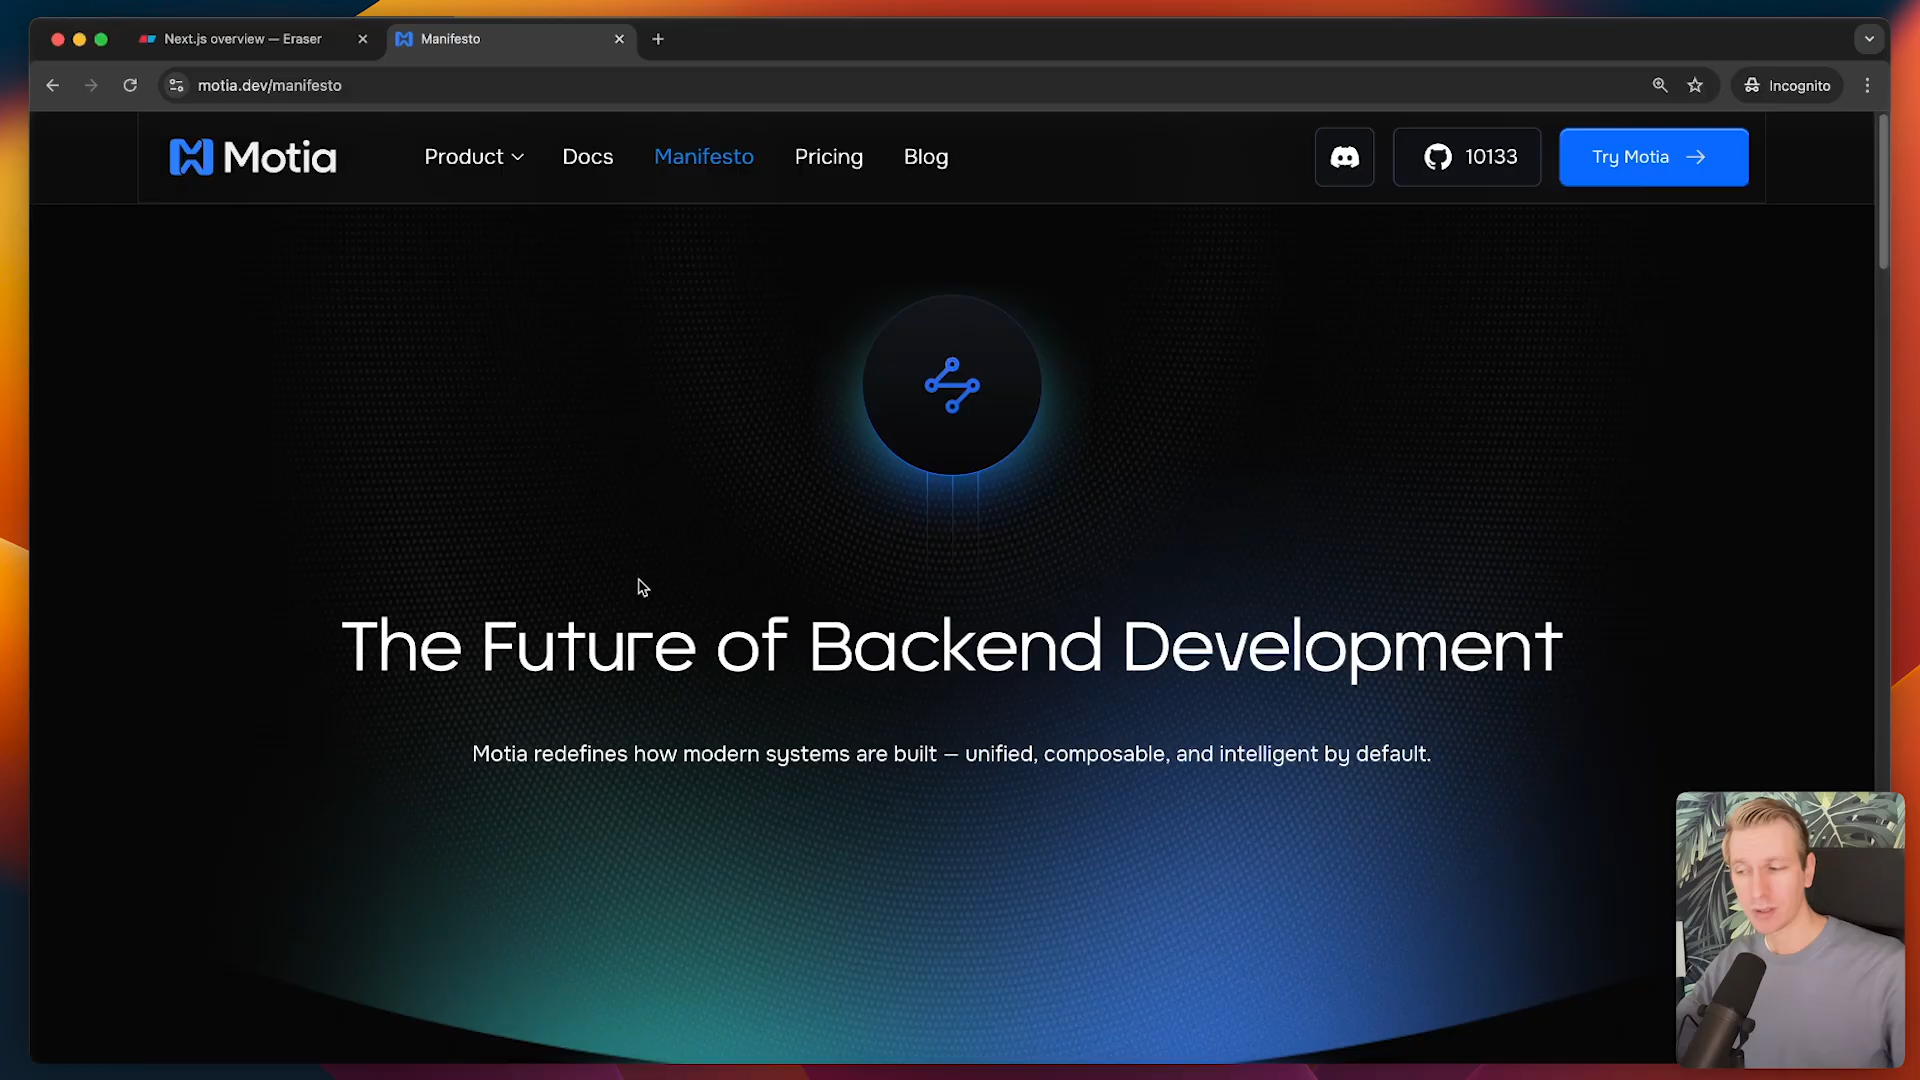 Next.js overview — Eraser
Manifesto
motia.dev/manifesto
Incognito
Motia
Product
Docs
Manifesto
Pricing
Blog
10133
Try Motia
The Future of Backend Development
Motia redefines how modern systems are built — unified, composable, and intelligent by default.